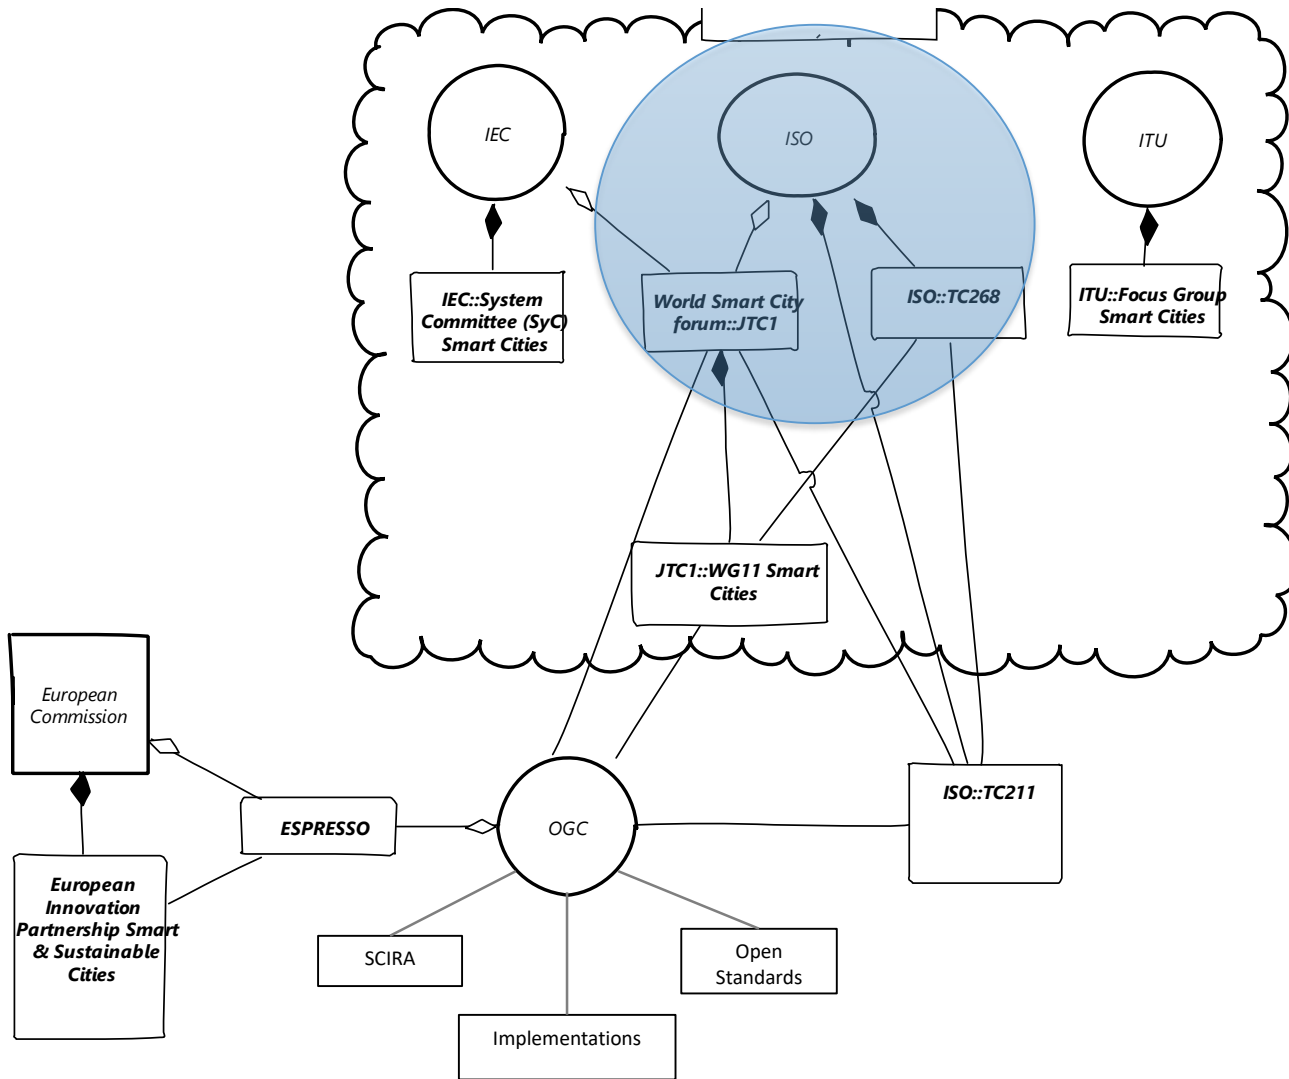 IEC
ISO
ITU
IEC::System
Committee (SyC)
Smart Cities
World Smart City
forum::JTC1
ISO::TC268
ITU::Focus Group
Smart Cities
JTC1::WG11 Smart
Cities
European
Commission
ESPRESSO
OGC
ISO::TC211
European
Innovation
Partnership Smart
& Sustainable
Cities
SCIRA
Open
Standards
Implementations